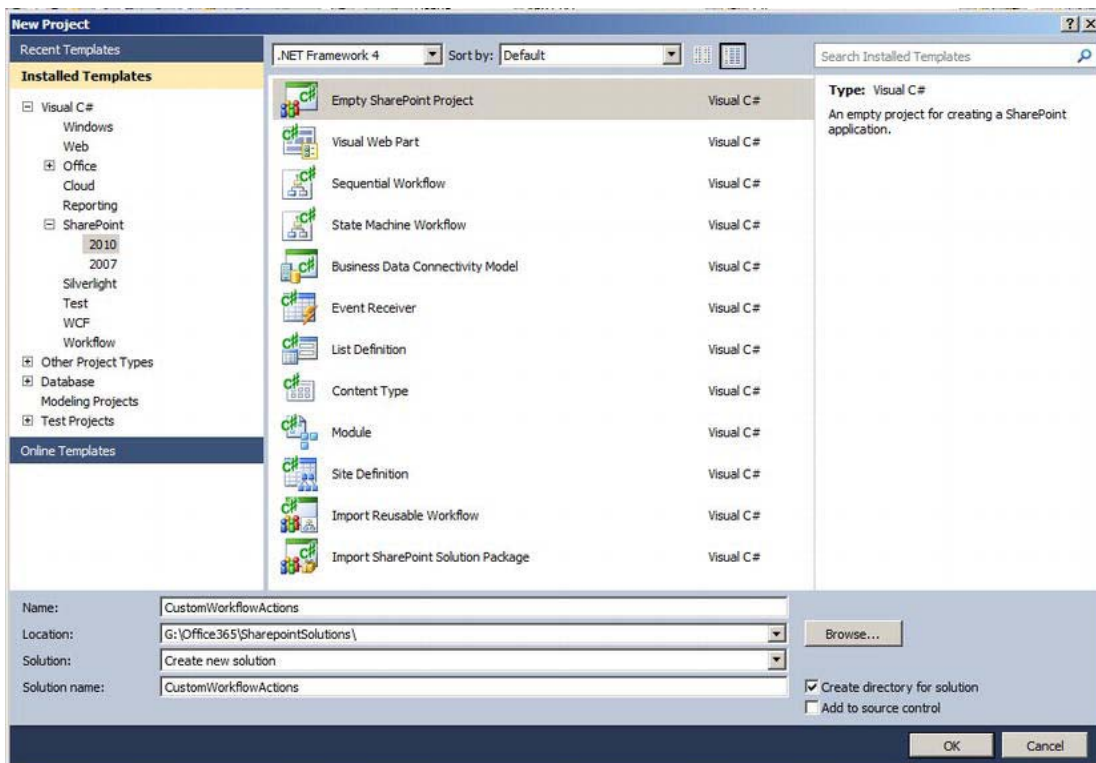 New Project
Recent Templates
Installed Templates
Visual C#
Windows
Web
Office
Cloud
Reporting
SharePoint
2010
2007
Silverlight
Test
WCF
Workflow
Other Project Types
Database
Modeling Projects
Test Projects
Online Templates
.NET Framework 4 Sort by: Default
Empty SharePoint Project Visual C#
Visual Web Part Visual C#
Sequential Workflow Visual C#
State Machine Workflow Visual C#
Business Data Connectivity Model Visual C#
Event Receiver Visual C#
List Definition Visual C#
Content Type Visual C#
Module Visual C#
Site Definition Visual C#
Import Reusable Workflow Visual C#
Import SharePoint Solution Package Visual C#
Search Installed Templates
Type: Visual C#
An empty project for creating a SharePoint
application.
Name: CustomWorkflowActions
Location: G:\Office365\SharepointSolutions\ Browse...
Solution: Create new solution
Solution name: CustomWorkflowActions
Create directory for solution
Add to source control
OK Cancel